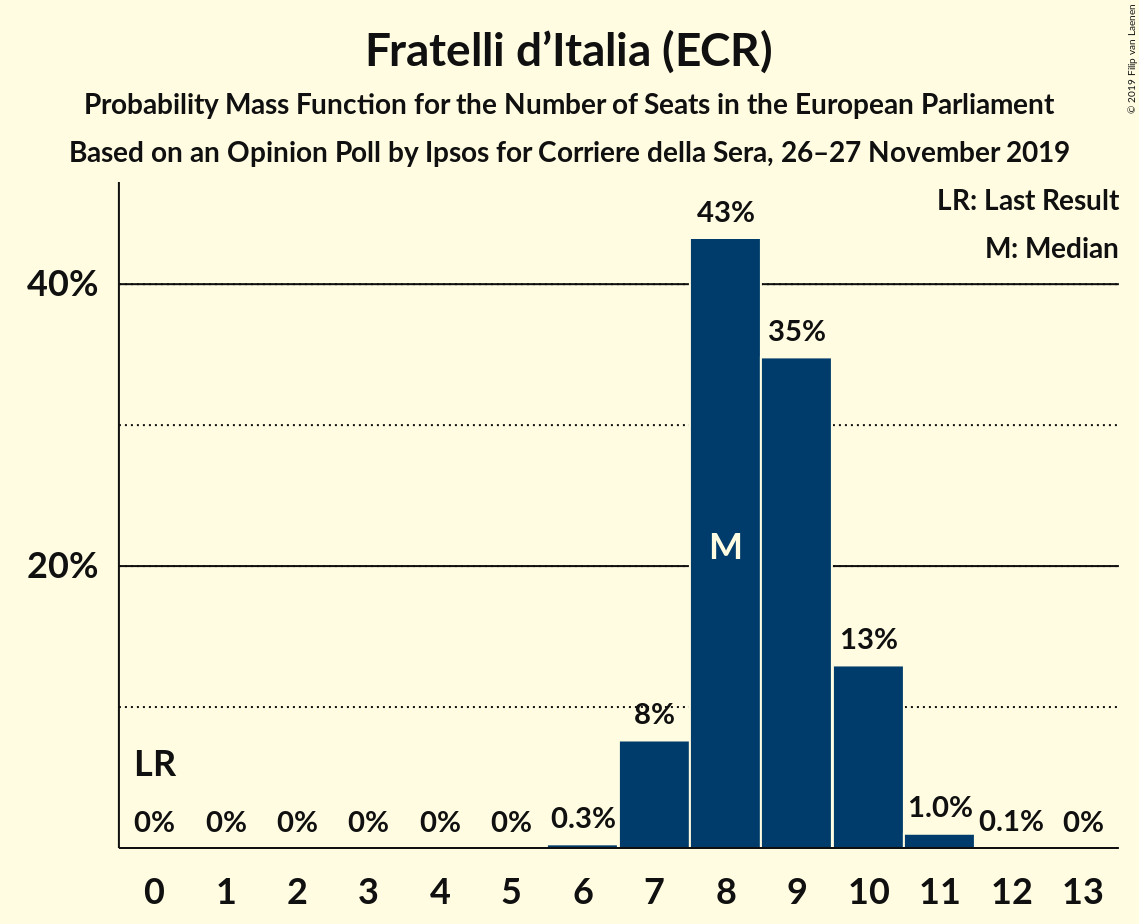 Fratelli d’Italia (ECR)
Probability Mass Function for the Number of Seats in the European Parliament
Based on an Opinion Poll by Ipsos for Corriere della Sera, 26–27 November 2019
© 2019 Filip van Laenen
LR: Last Result
M: Median
43%
40%
35%
M
20%
13%
8%
LR
0% 0% 0% 0% 0% 0% 0.3% 1.0% 0.1% 0%
0 1 2 3 4 5 6 7 8 9 10 11 12 13